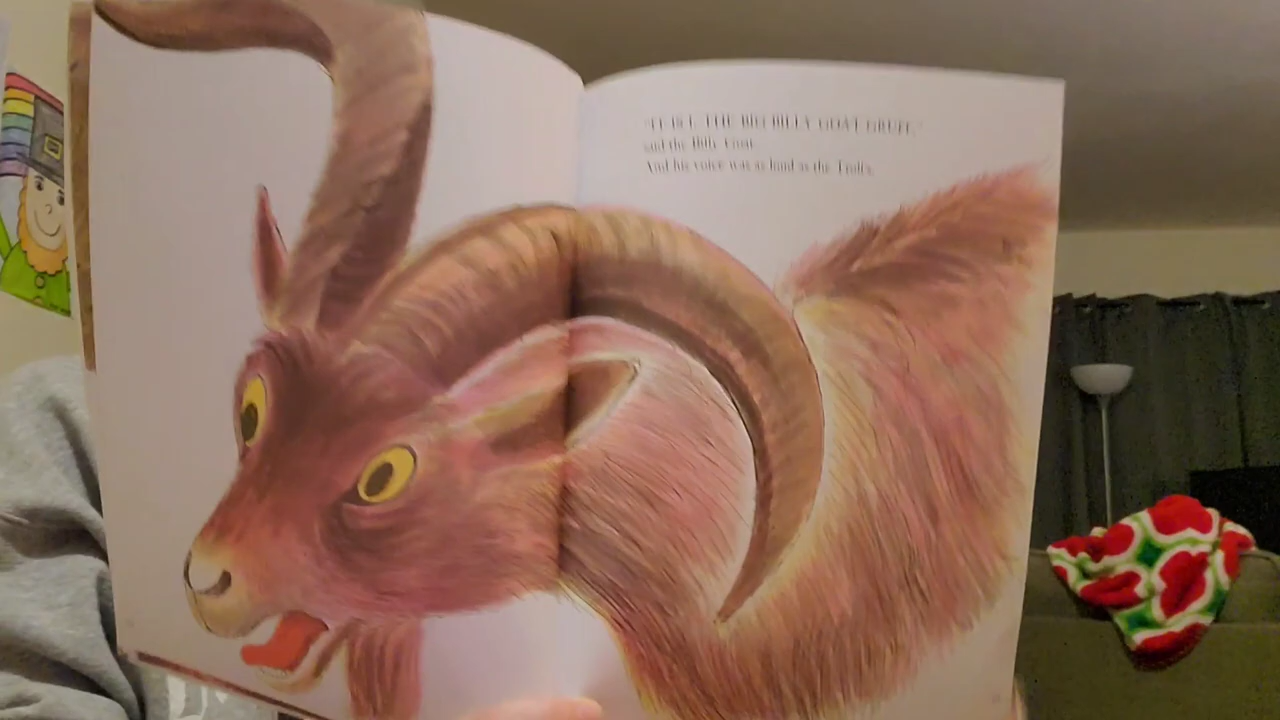 "IT IS I, THE BIG BILLY GOAT GRUFF,"
said the Billy Goat.
And his voice was as loud as the Troll's.